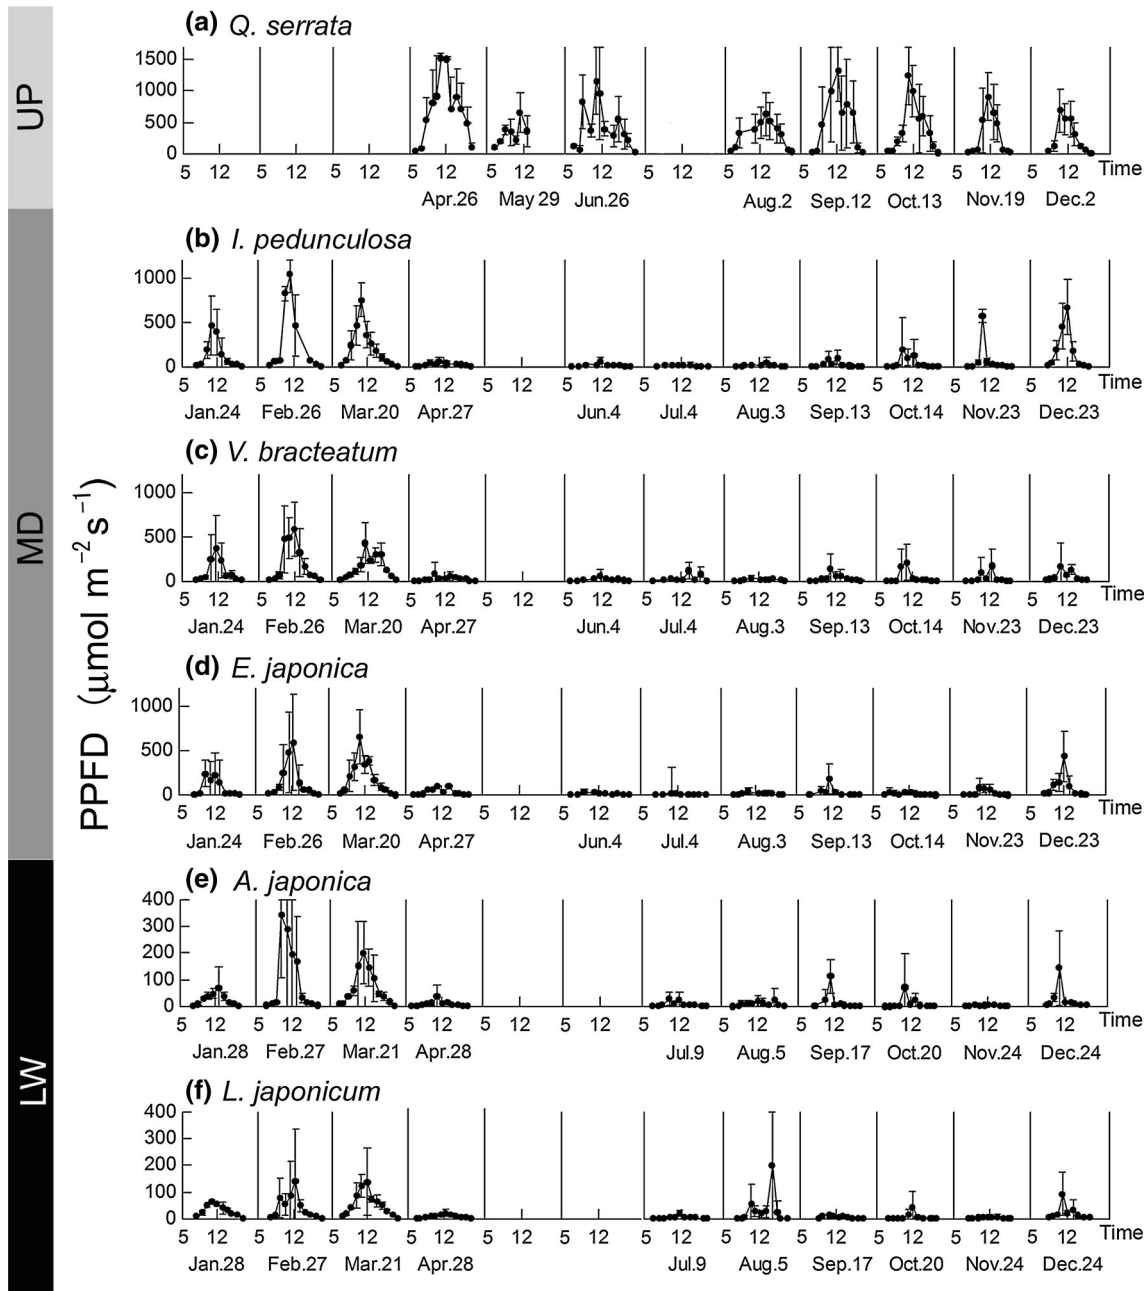 (a) Q. serrata
1500
1000
500
0
5 12 5 12 5 12 5 12 5 12 5 12 5 12 5 12 5 12 5 12 5 12 5 12 Time
Apr.26 May 29 Jun.26 Aug.2 Sep.12 Oct.13 Nov.19 Dec.2
UP
(b) I. pedunculosa
1000
500
0
5 12 5 12 5 12 5 12 5 12 5 12 5 12 5 12 5 12 5 12 5 12 5 12 Time
Jan.24 Feb.26 Mar.20 Apr.27 Jun.4 Jul.4 Aug.3 Sep.13 Oct.14 Nov.23 Dec.23
(c) V. bracteatum
1000
500
0
5 12 5 12 5 12 5 12 5 12 5 12 5 12 5 12 5 12 5 12 5 12 5 12 Time
Jan.24 Feb.26 Mar.20 Apr.27 Jun.4 Jul.4 Aug.3 Sep.13 Oct.14 Nov.23 Dec.23
MD
PPFD (μmol m⁻² s⁻¹)
(d) E. japonica
1000
500
0
5 12 5 12 5 12 5 12 5 12 5 12 5 12 5 12 5 12 5 12 5 12 5 12 Time
Jan.24 Feb.26 Mar.20 Apr.27 Jun.4 Jul.4 Aug.3 Sep.13 Oct.14 Nov.23 Dec.23
(e) A. japonica
400
300
200
100
0
5 12 5 12 5 12 5 12 5 12 5 12 5 12 5 12 5 12 5 12 5 12 5 12 Time
Jan.28 Feb.27 Mar.21 Apr.28 Jul.9 Aug.5 Sep.17 Oct.20 Nov.24 Dec.24
LW
(f) L. japonicum
400
300
200
100
0
5 12 5 12 5 12 5 12 5 12 5 12 5 12 5 12 5 12 5 12 5 12 5 12 Time
Jan.28 Feb.27 Mar.21 Apr.28 Jul.9 Aug.5 Sep.17 Oct.20 Nov.24 Dec.24